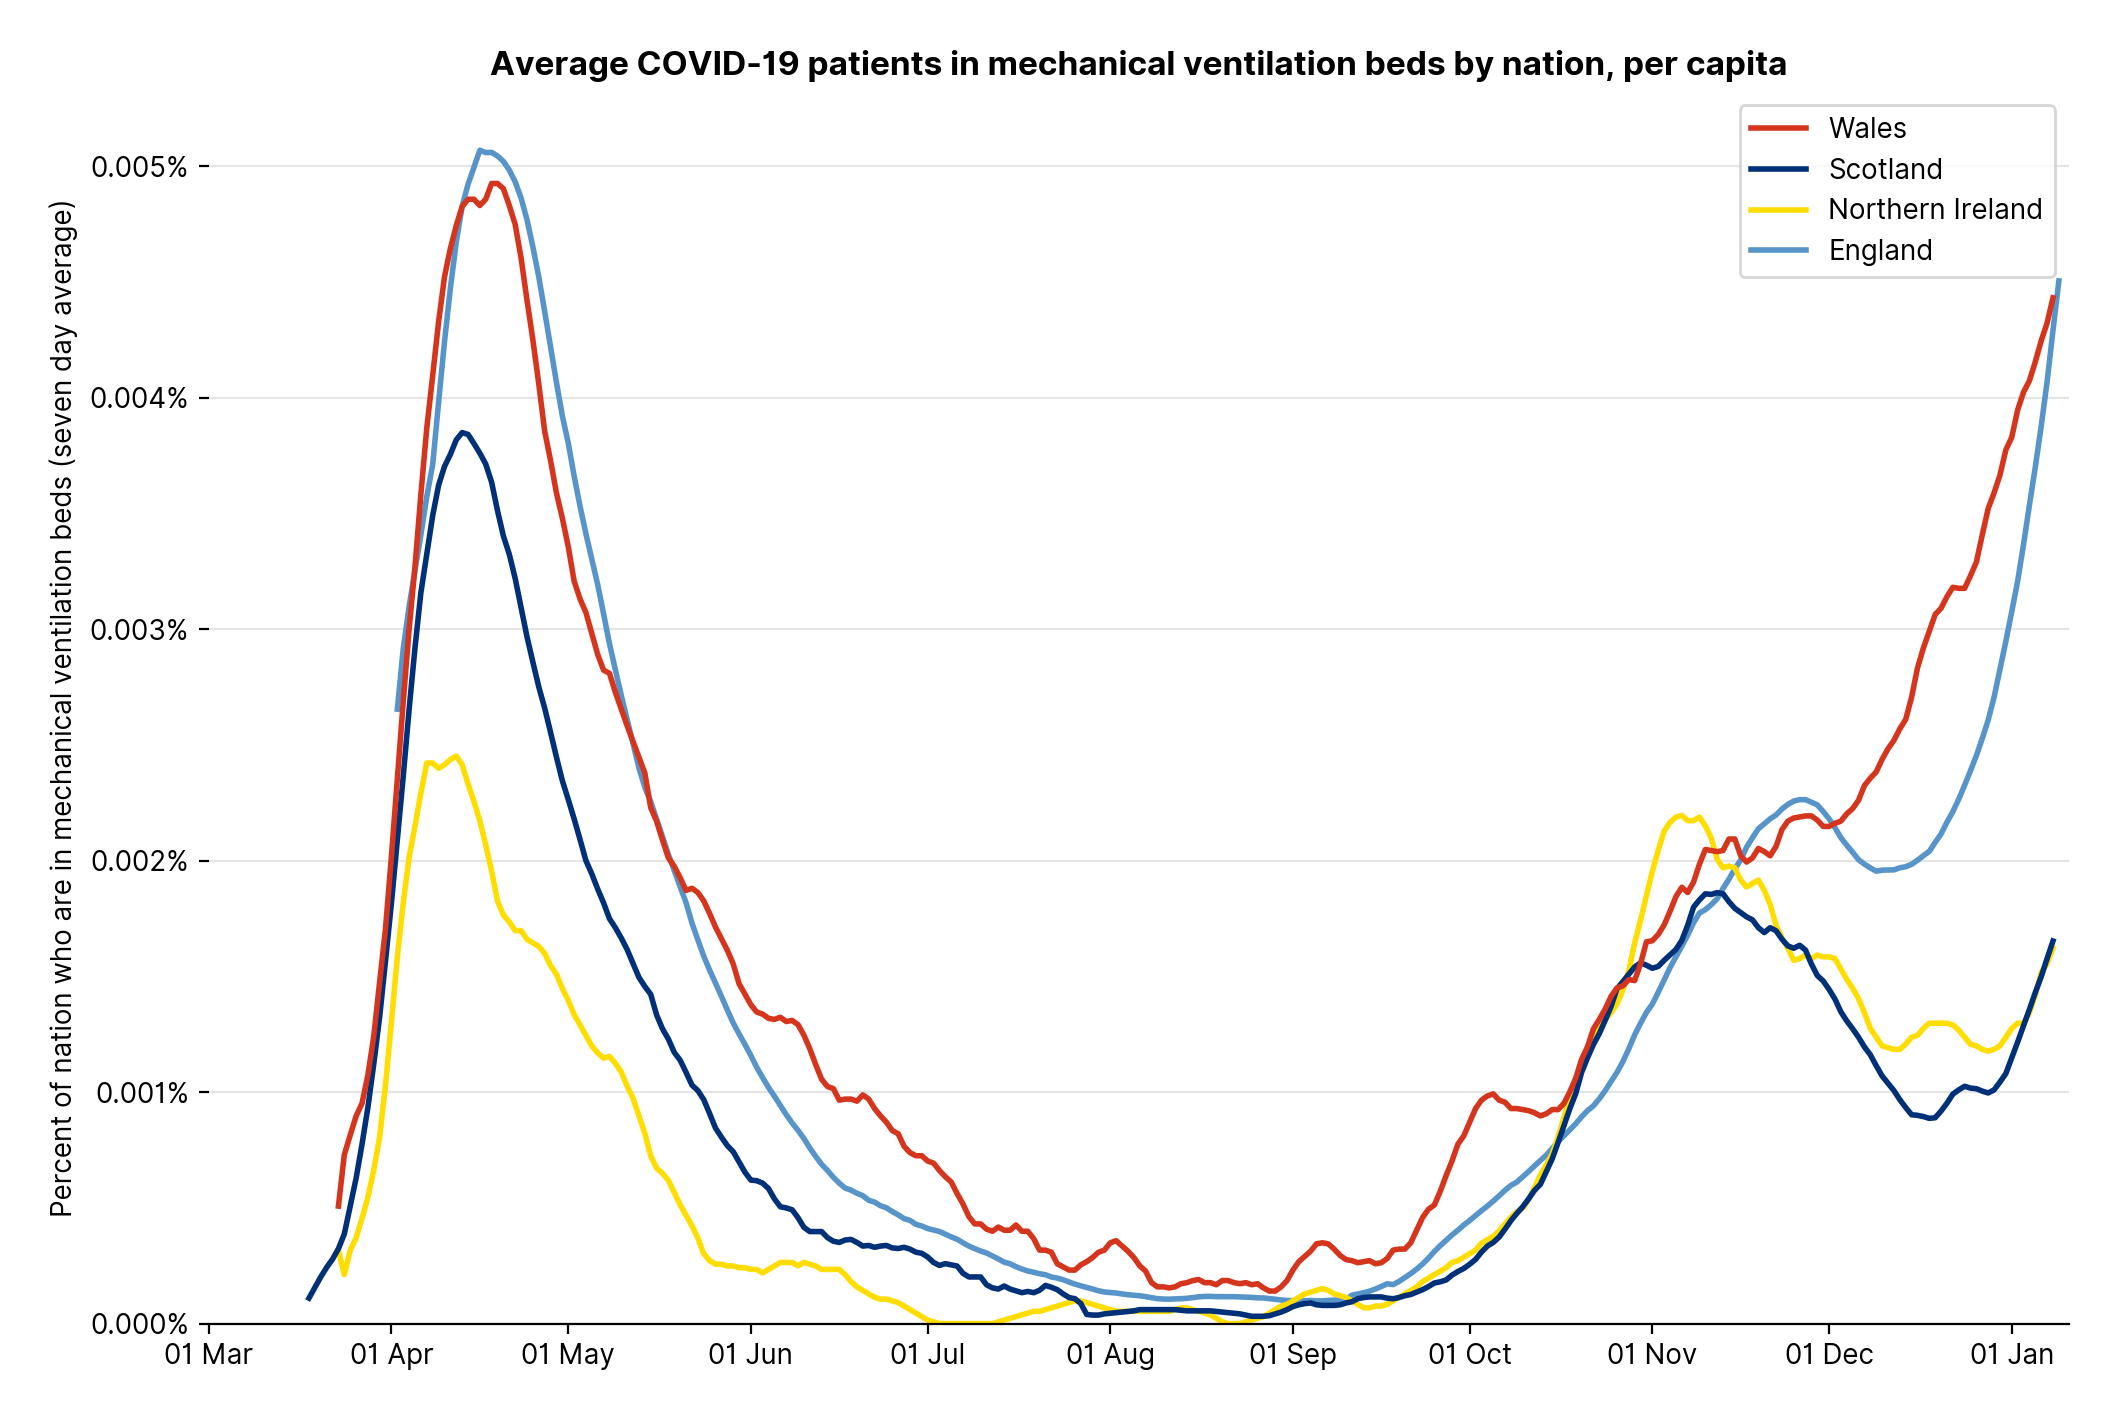 Average COVID-19 patients in mechanical ventilation beds by nation, per capita
Wales
Scotland
Northern Ireland
England
Percent of nation who are in mechanical ventilation beds (seven day average)
0.005%
0.004%
0.003%
0.002%
0.001%
0.000%
01 Mar
01 Apr
01 May
01 Jun
01 Jul
01 Aug
01 Sep
01 Oct
01 Nov
01 Dec
01 Jan